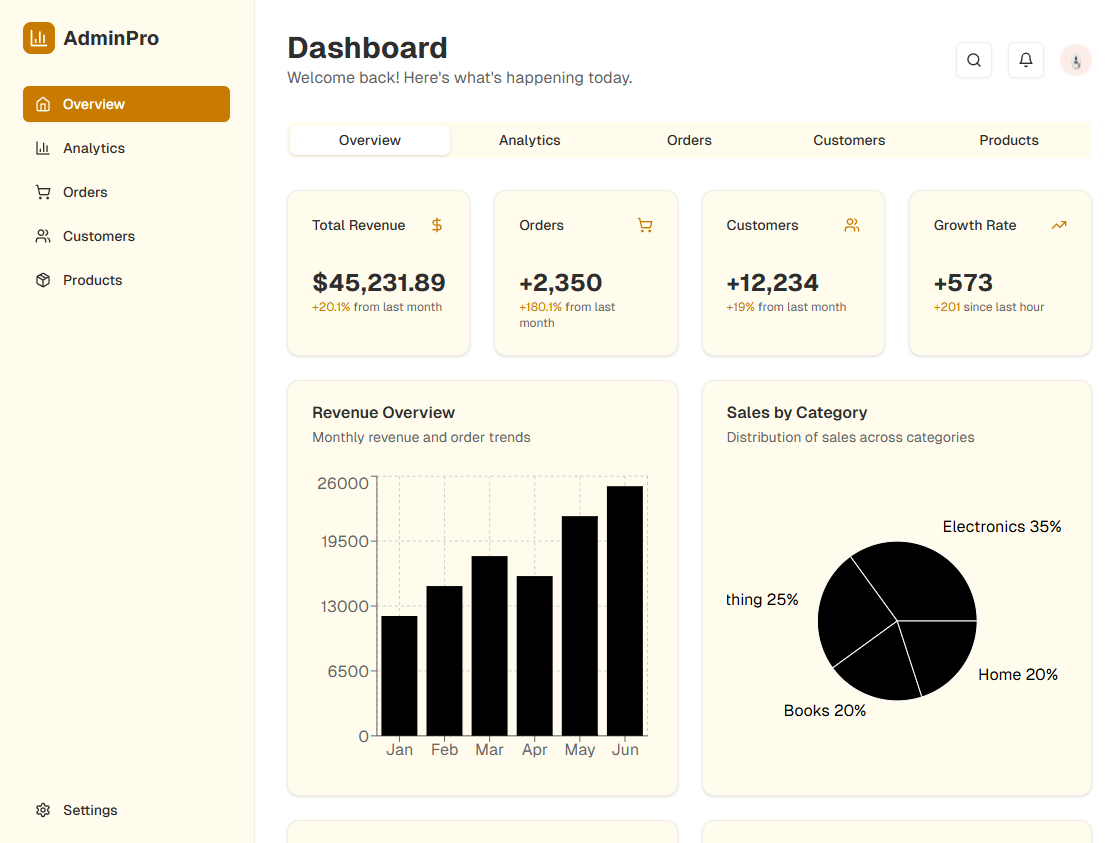 AdminPro
Overview
Analytics
Orders
Customers
Products
Settings
Dashboard
Welcome back! Here's what's happening today.
Overview
Analytics
Orders
Customers
Products
Total Revenue
$45,231.89
+20.1% from last month
Orders
+2,350
+180.1% from last
month
Customers
+12,234
+19% from last month
Growth Rate
+573
+201 since last hour
Revenue Overview
Monthly revenue and order trends
26000
19500
13000
6500
0
Jan Feb Mar Apr May Jun
Sales by Category
Distribution of sales across categories
Electronics 35%
thing 25%
Home 20%
Books 20%